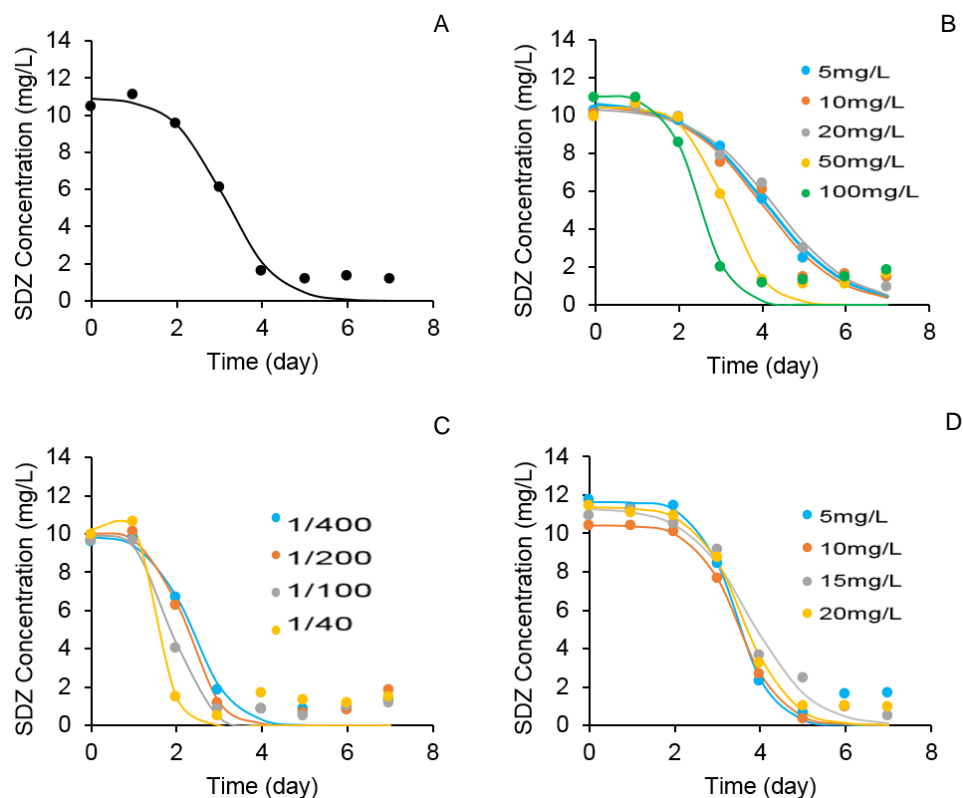 A
SDZ Concentration (mg/L)
14
12
10
8
6
4
2
0
0 2 4 6 8
Time (day)
B
SDZ Concentration (mg/L)
14
12
10
8
6
4
2
0
0 2 4 6 8
Time (day)
5mg/L
10mg/L
20mg/L
50mg/L
100mg/L
C
SDZ Concentration (mg/L)
14
12
10
8
6
4
2
0
0 2 4 6 8
Time (day)
1/400
1/200
1/100
1/40
D
SDZ Concentration (mg/L)
14
12
10
8
6
4
2
0
0 2 4 6 8
Time (day)
5mg/L
10mg/L
15mg/L
20mg/L